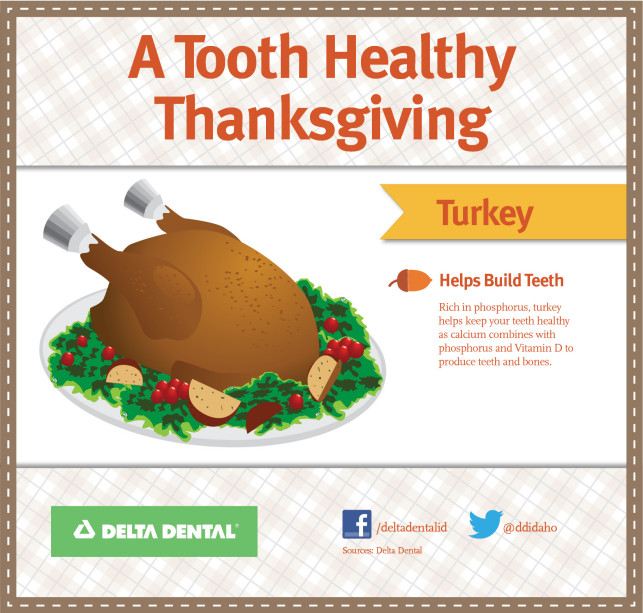 A Tooth Healthy
Thanksgiving
Turkey
Helps Build Teeth
Rich in phosphorus, turkey
helps keep your teeth healthy
as calcium combines with
phosphorus and Vitamin D to
produce teeth and bones.
DELTA DENTAL®
/deltadentalid
@ddidaho
Sources: Delta Dental